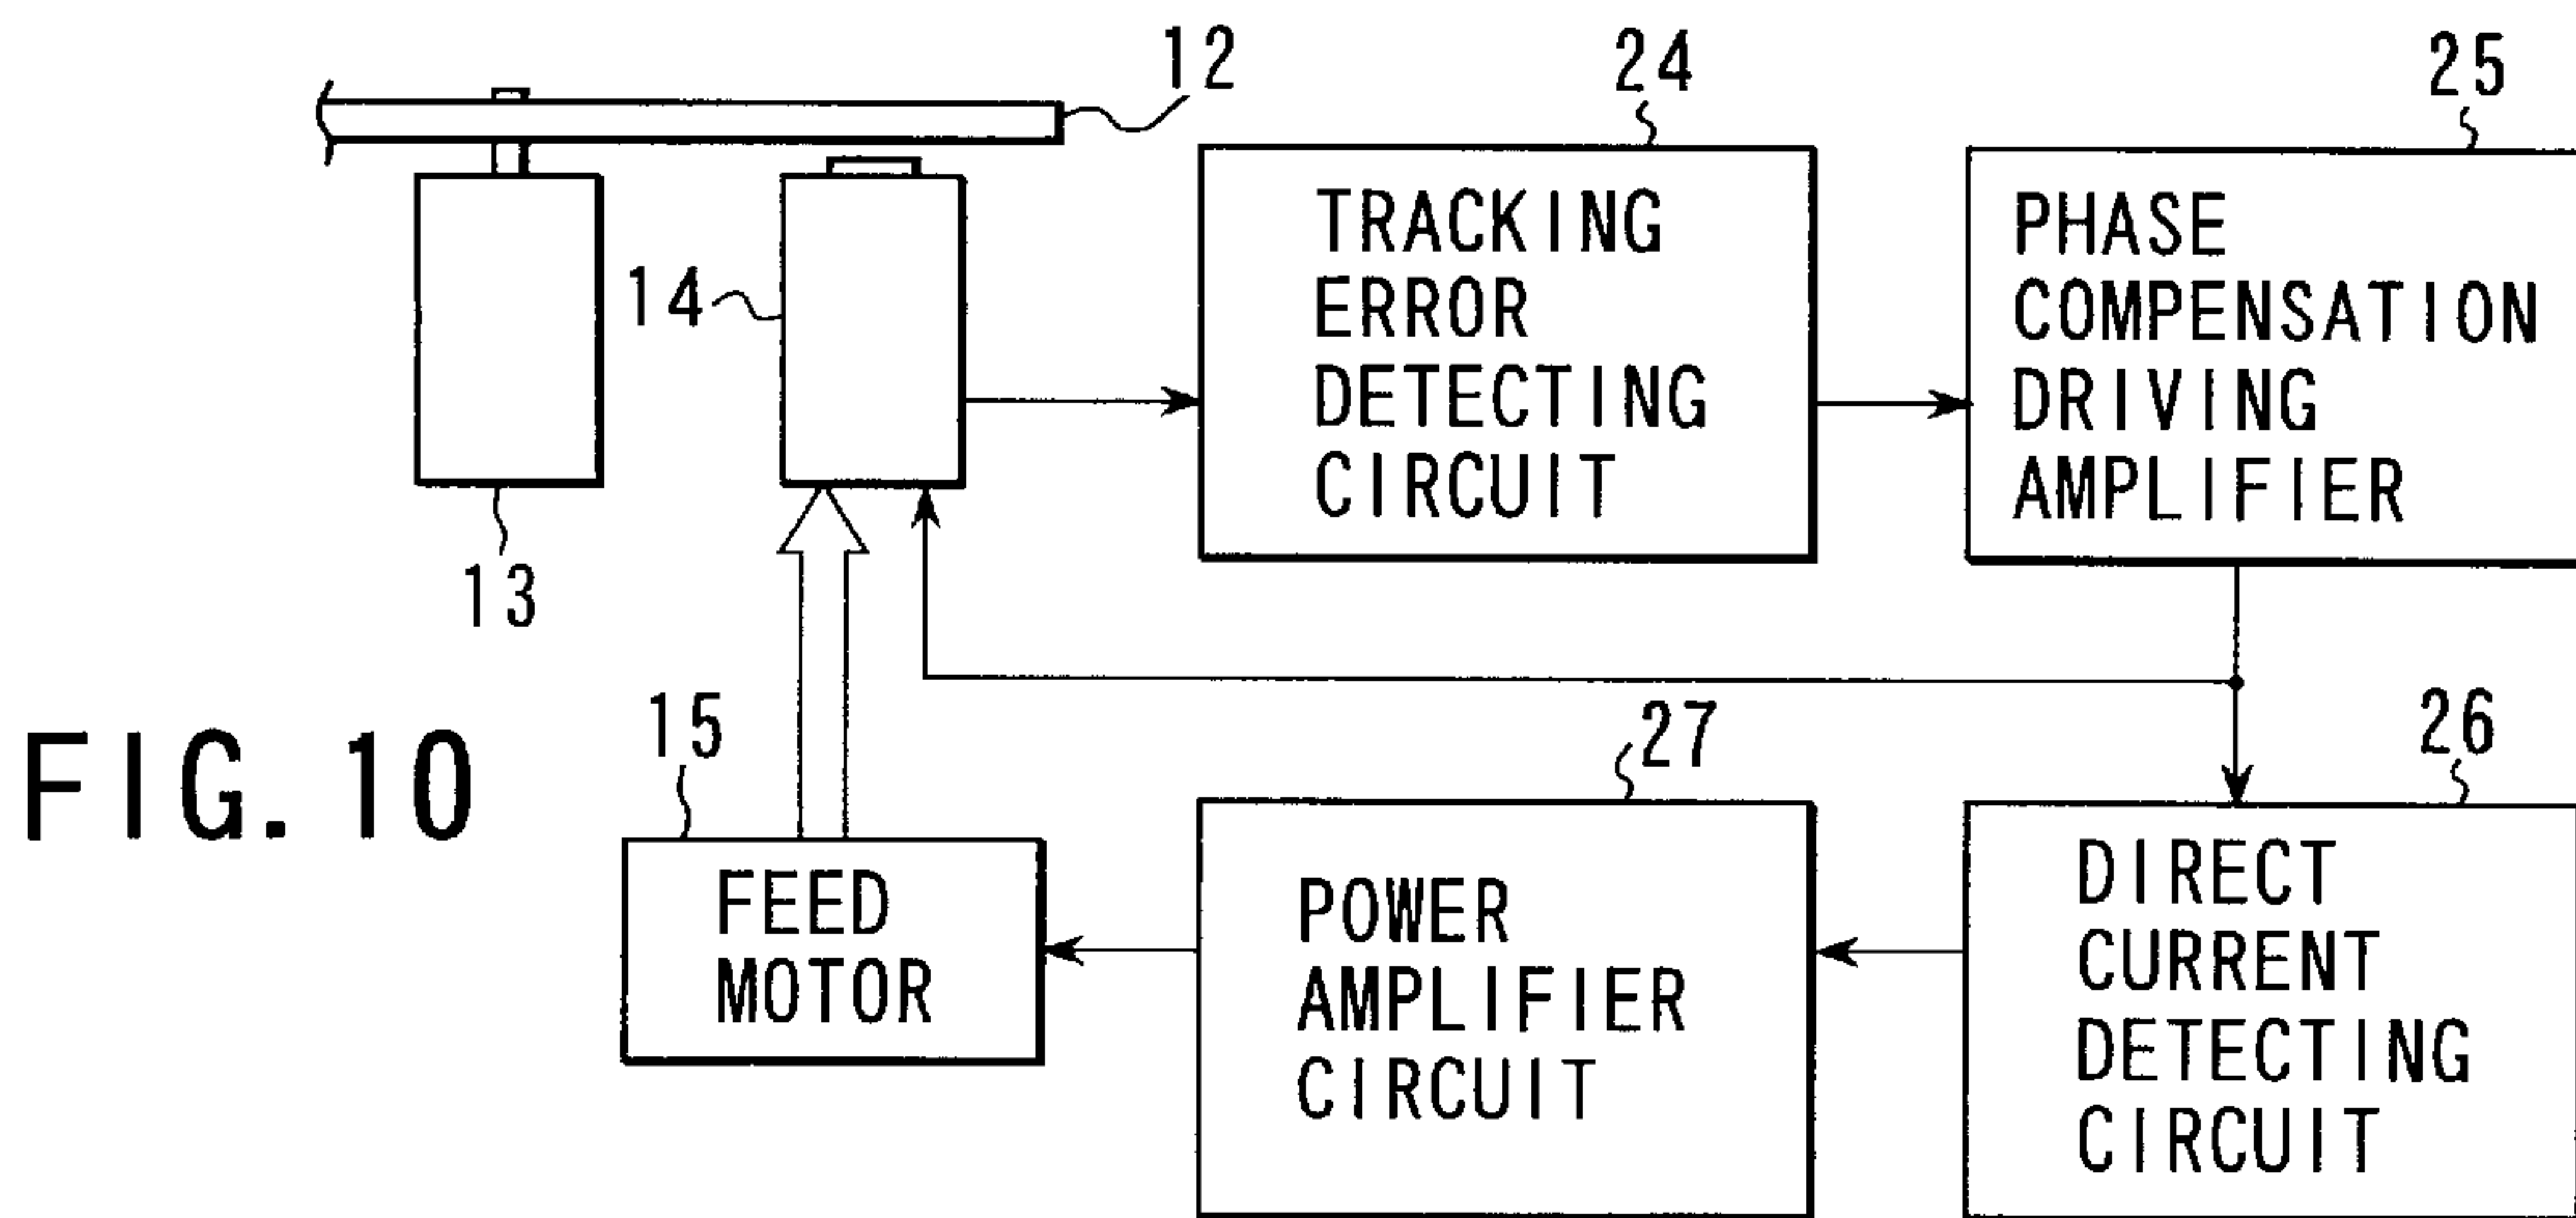 12
24
25
TRACKING
ERROR
DETECTING
CIRCUIT
PHASE
COMPENSATION
DRIVING
AMPLIFIER
14
13
15
27
26
FIG. 10
FEED
MOTOR
POWER
AMPLIFIER
CIRCUIT
DIRECT
CURRENT
DETECTING
CIRCUIT